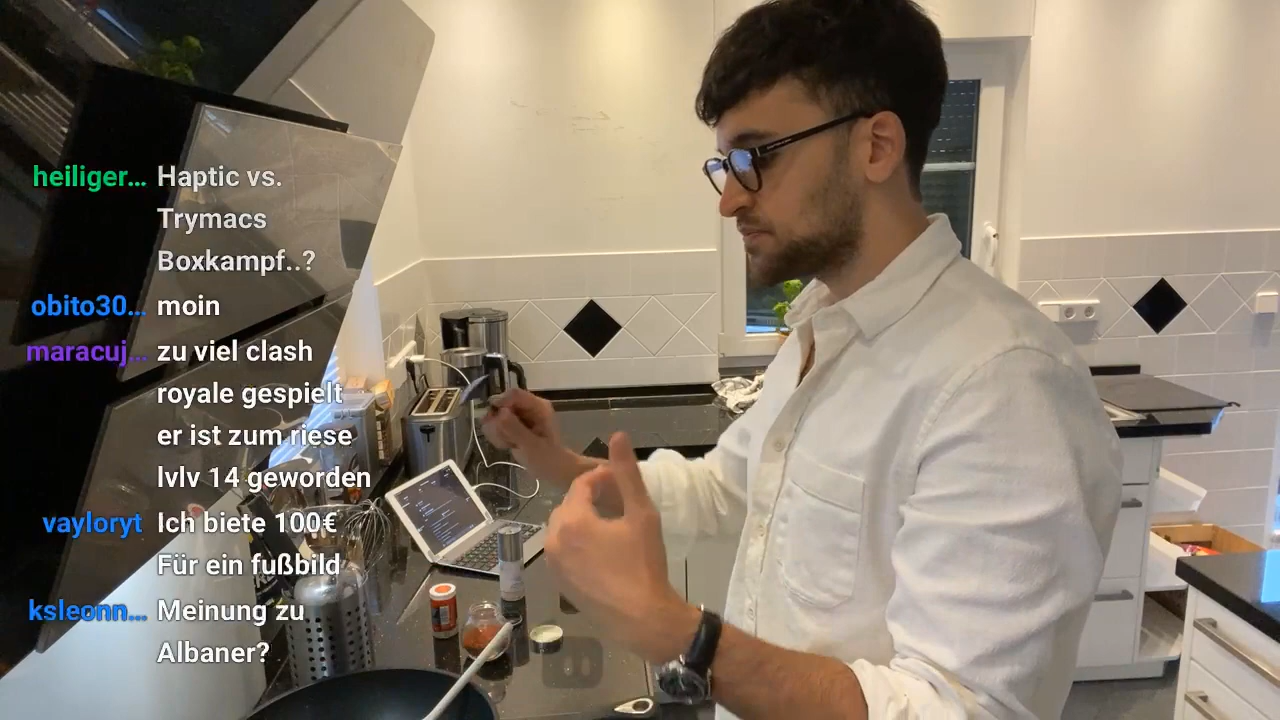 heiliger... Haptic vs.
Trymacs
Boxkampf..?
obito30... moin
maracuj... zu viel clash
royale gespielt
er ist zum riese
lvlv 14 geworden
vayloryt Ich biete 100€
Für ein fußbild
ksleonn... Meinung zu
Albaner?